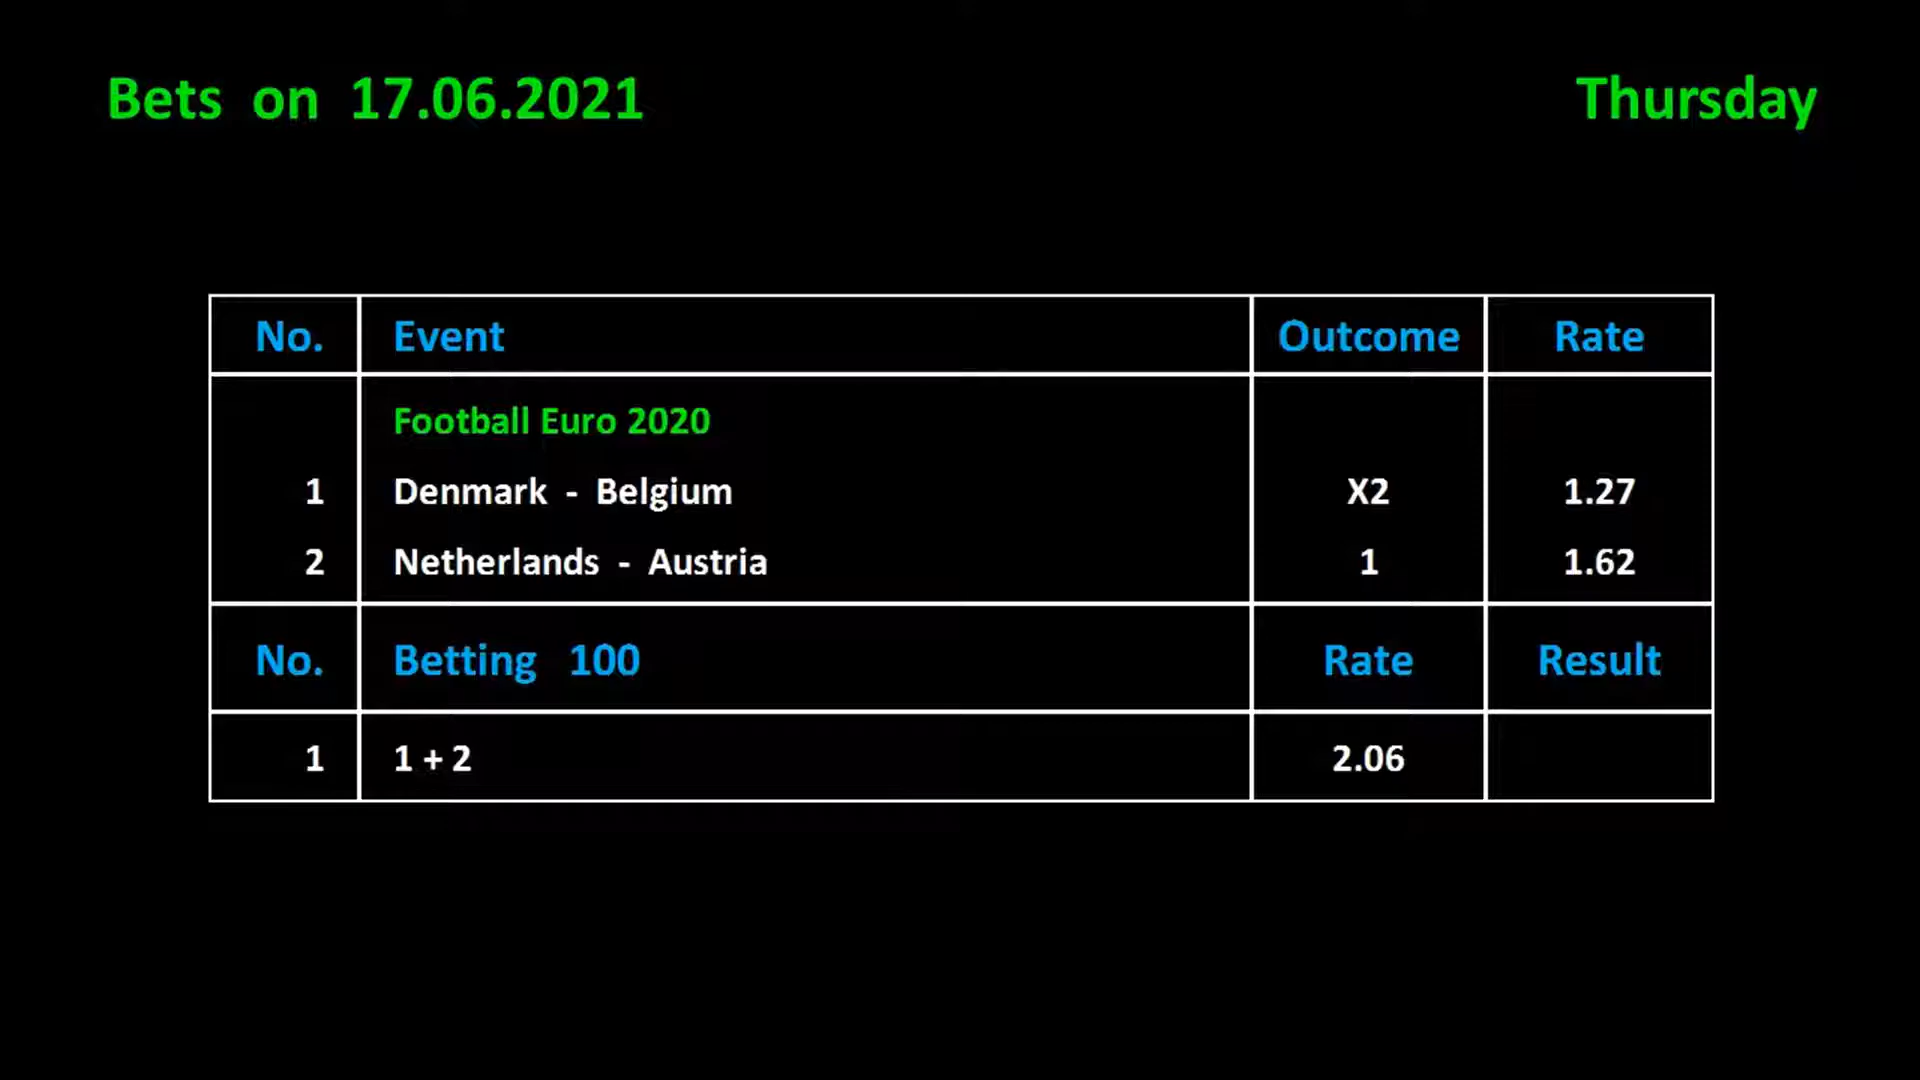 Bets on 17.06.2021 Thursday
No. Event Outcome Rate
Football Euro 2020
1 Denmark - Belgium X2 1.27
2 Netherlands - Austria 1 1.62
No. Betting 100 Rate Result
1 1 + 2 2.06